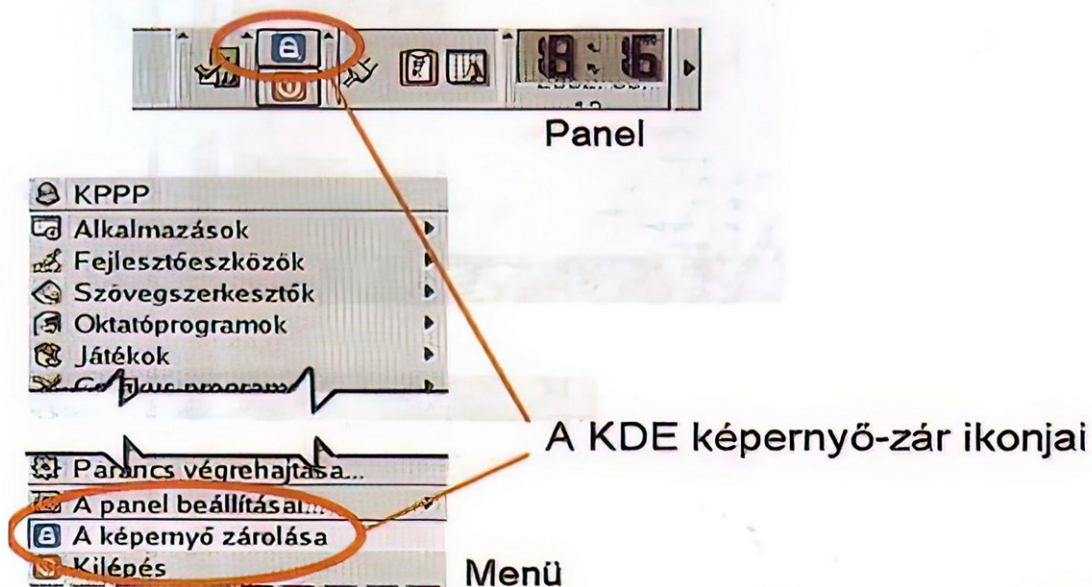 Panel
KPPP
Alkalmazások
Fejlesztőeszközök
Szövegszerkesztők
Oktatóprogramok
Játékok
A KDE képernyő-zár ikonjai
Parancs végrehajtása...
A panel beállításai...
A képernyő zárolása
Kilépés
Menü